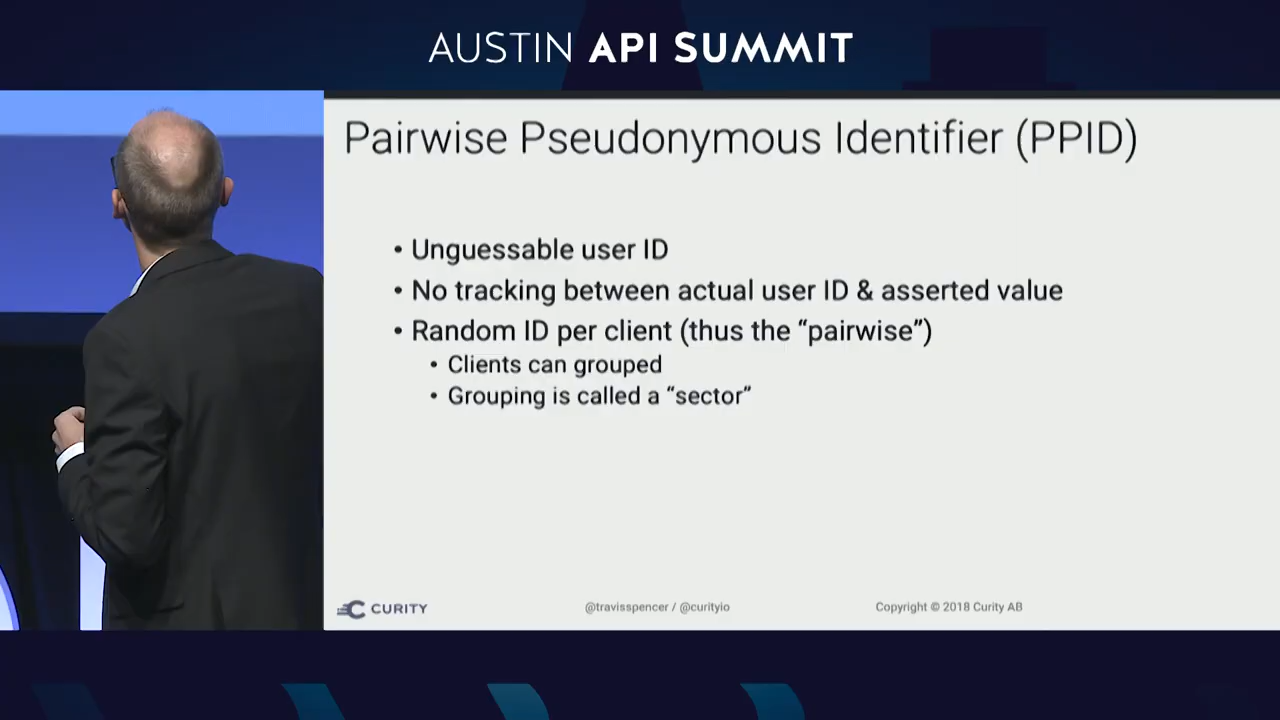 AUSTIN API SUMMIT
Pairwise Pseudonymous Identifier (PPID)
• Unguessable user ID
• No tracking between actual user ID & asserted value
• Random ID per client (thus the “pairwise”)
• Clients can grouped
• Grouping is called a “sector”
CURITY
@travisspencer / @curityio
Copyright © 2018 Curity AB